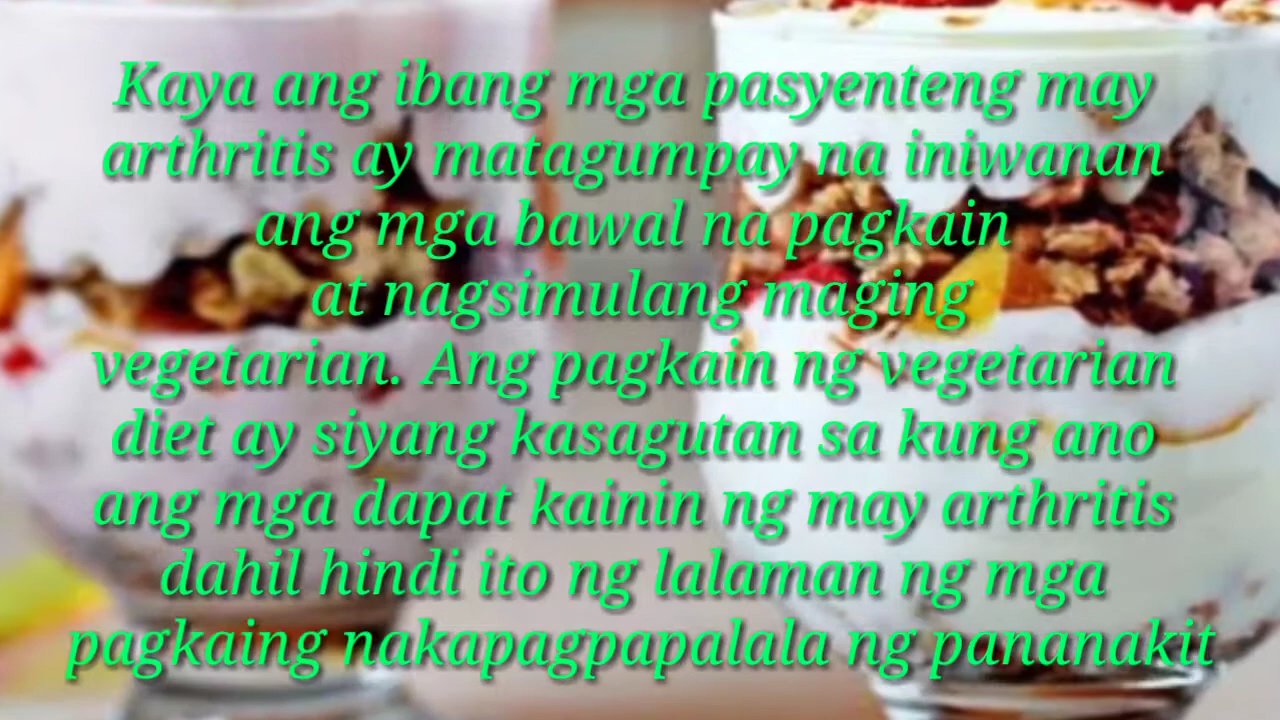 Kaya ang ibang mga pasyenteng may
arthritis ay matagumpay na iniwanan
ang mga bawal na pagkain
at nagsimulang maging
vegetarian. Ang pagkain ng vegetarian
diet ay siyang kasagutan sa kung ano
ang mga dapat kainin ng may arthritis
dahil hindi ito ng lalaman ng mga
pagkaing nakapagpapalala ng pananakit